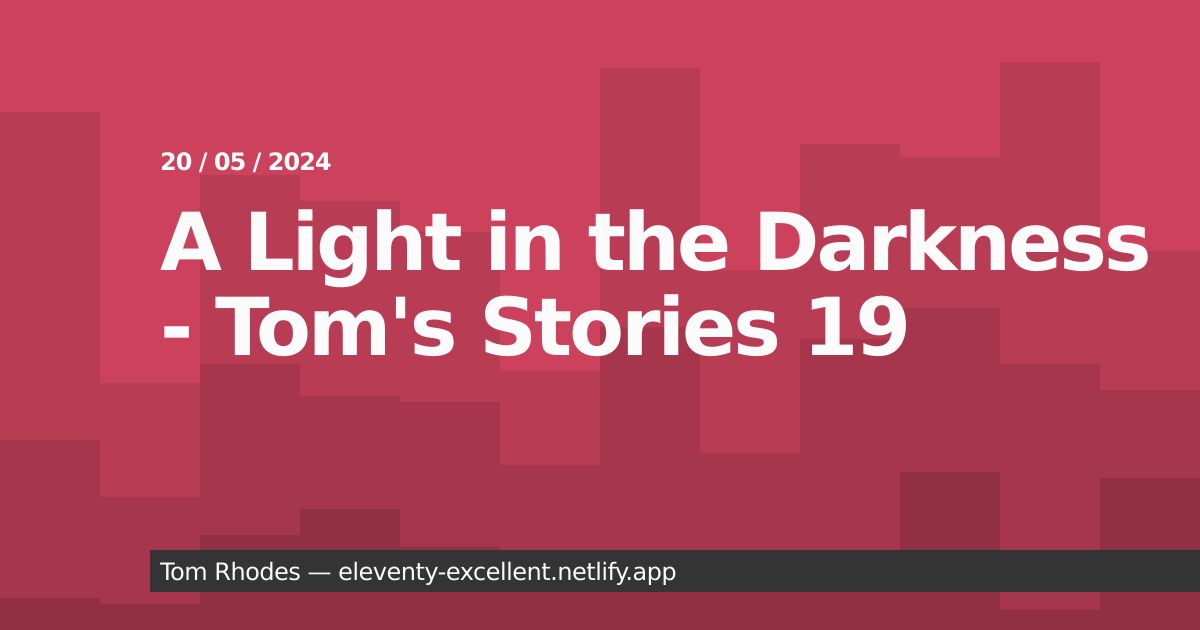 20 / 05 / 2024
A Light in the Darkness
- Tom's Stories 19
Tom Rhodes — eleventy-excellent.netlify.app